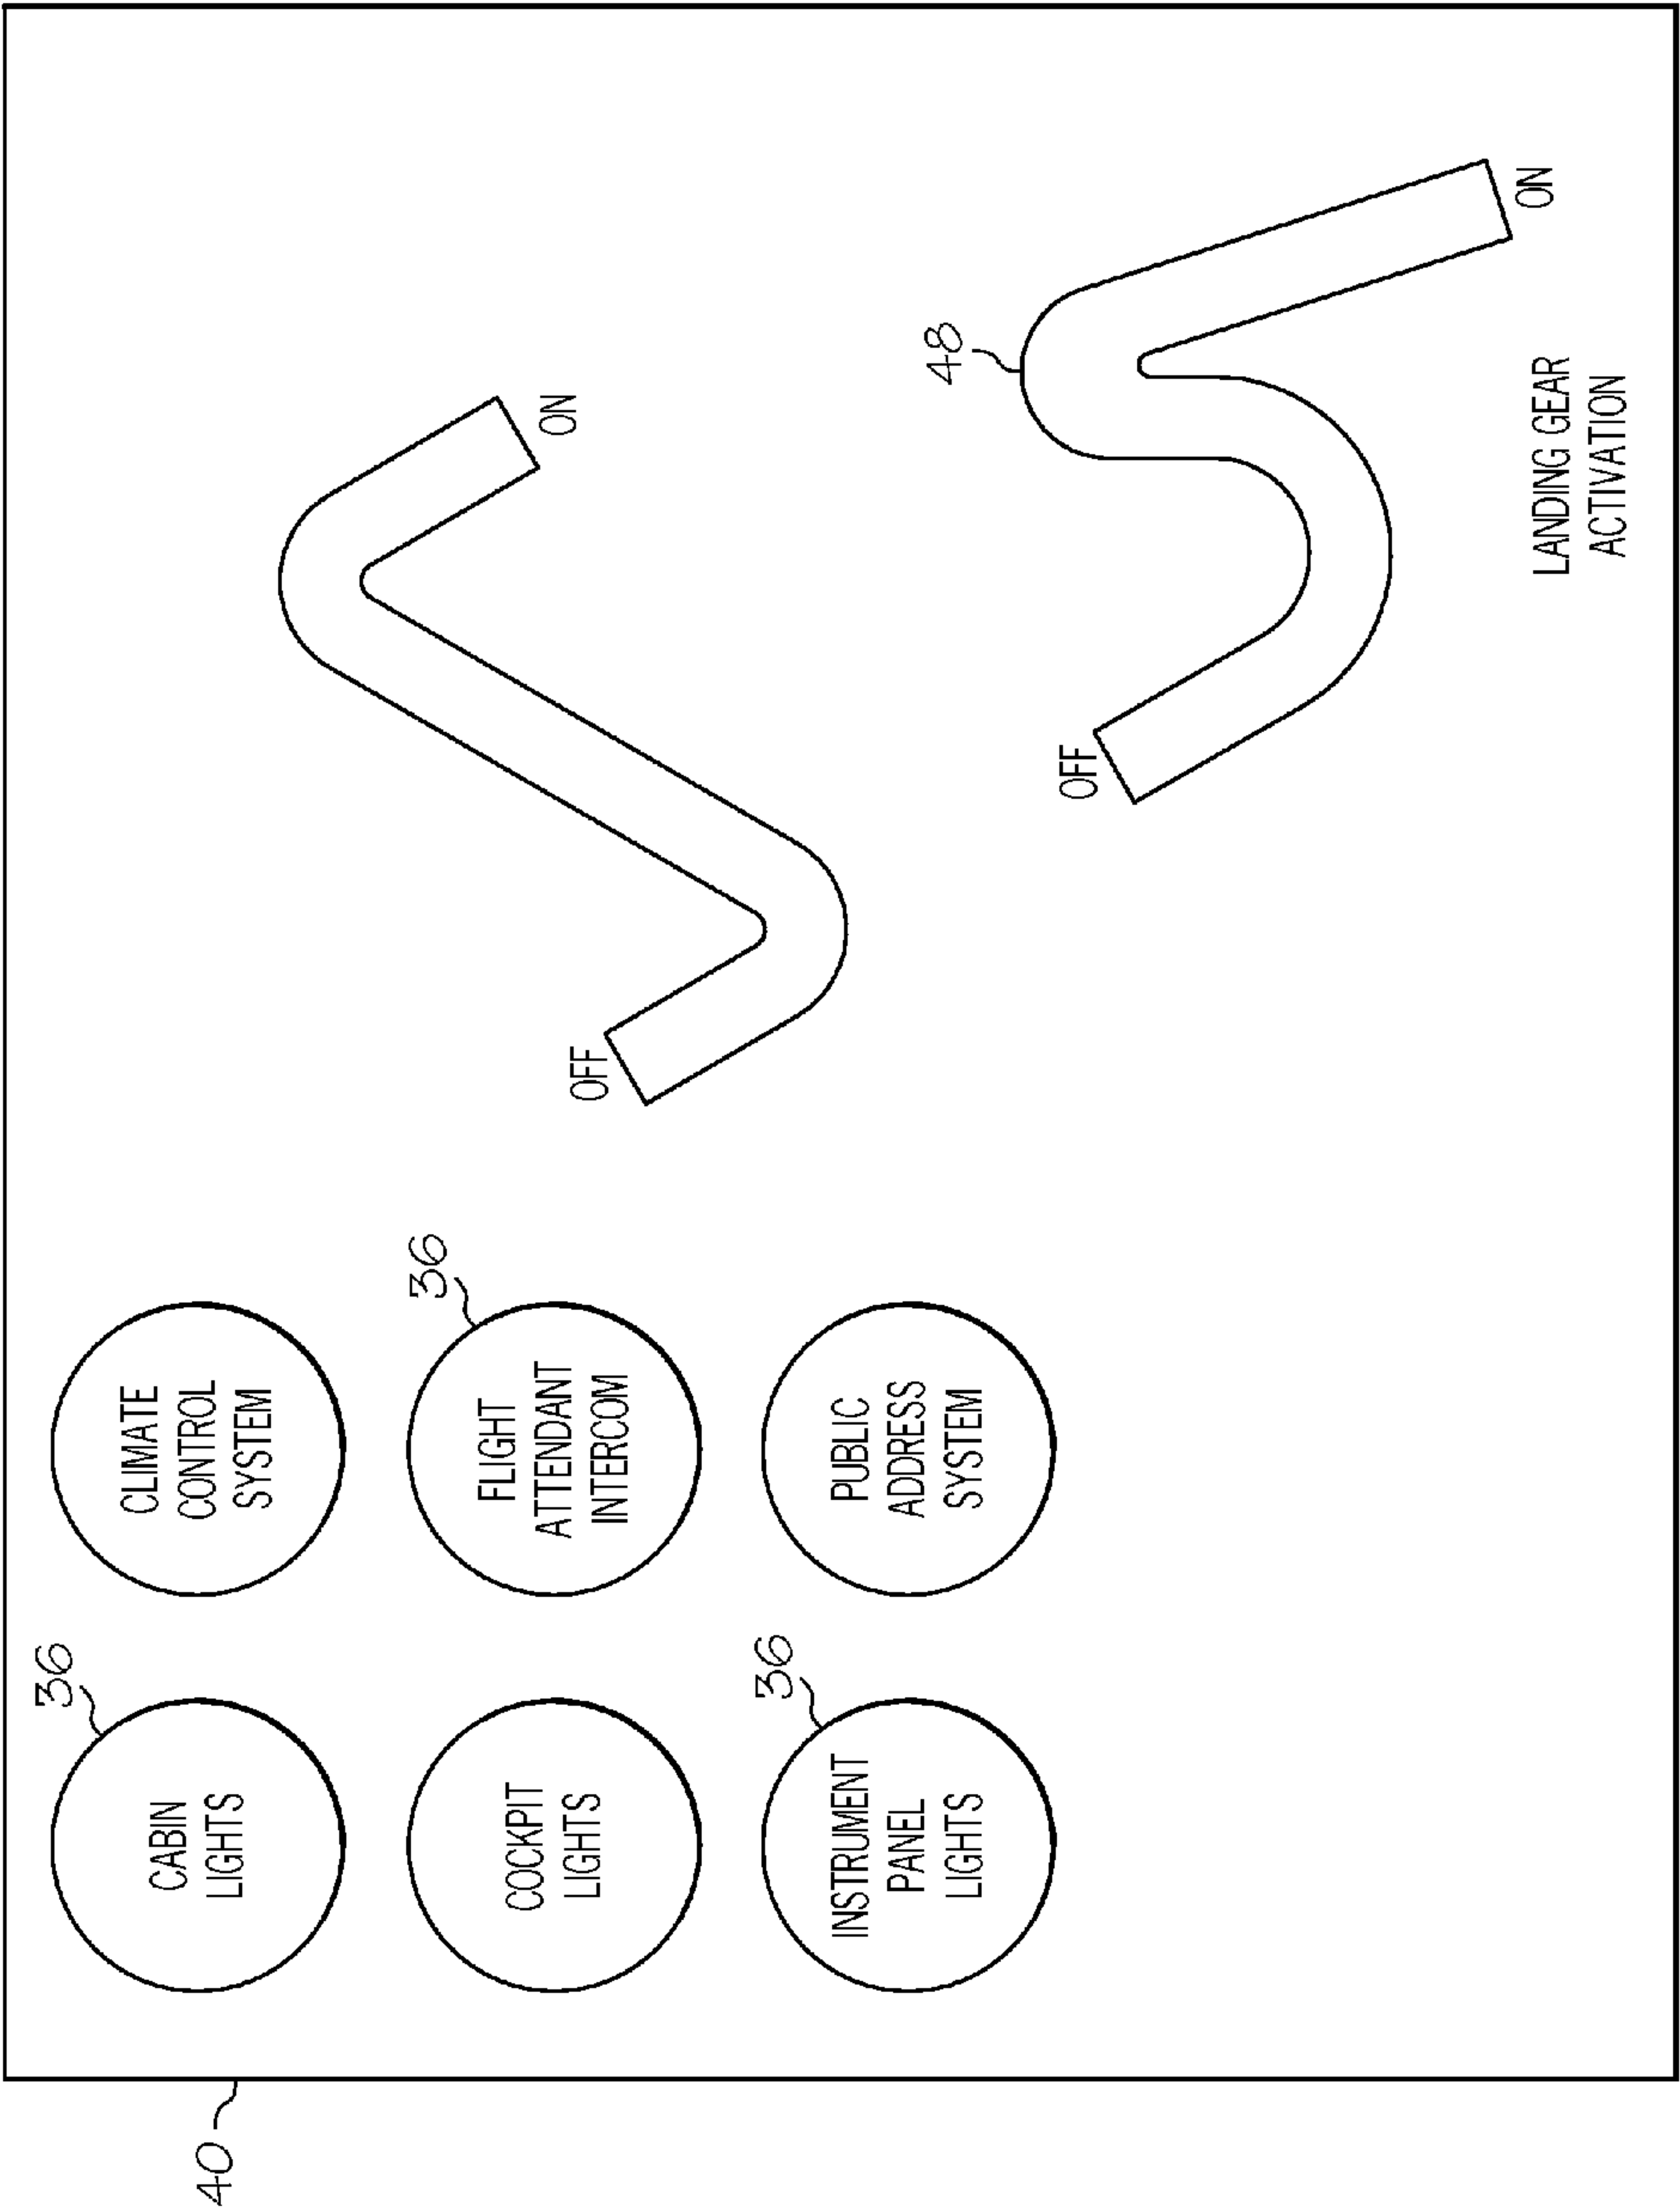 40
36
CABIN
LIGHTS
CLIMATE
CONTROL
SYSTEM
36
COCKPIT
LIGHTS
FLIGHT
ATTENDANT
INTERCOM
36
INSTRUMENT
PANEL
LIGHTS
PUBLIC
ADDRESS
SYSTEM
OFF
ON
48
OFF
ON
LANDING GEAR
ACTIVATION